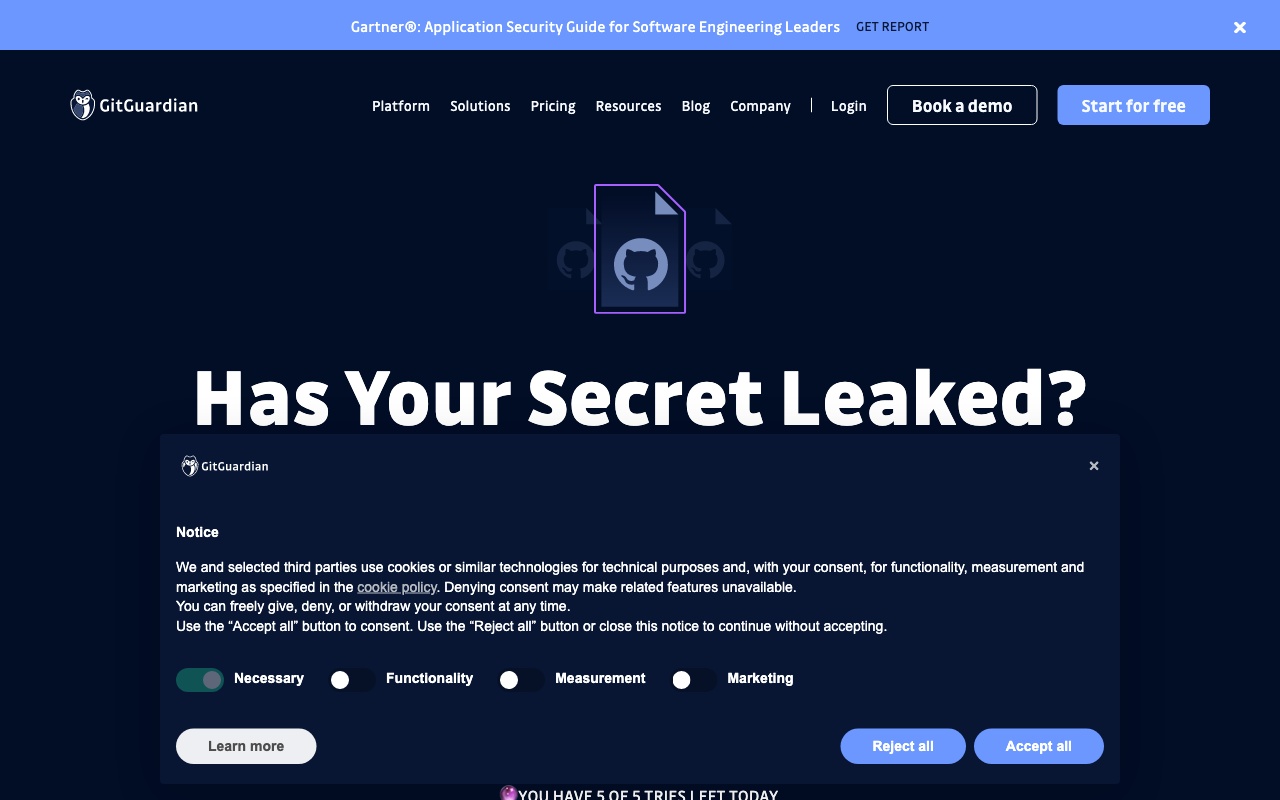 Gartner®: Application Security Guide for Software Engineering Leaders GET REPORT
GitGuardian Platform Solutions Pricing Resources Blog Company Login Book a demo Start for free
Has Your Secret Leaked?
GitGuardian
Notice
We and selected third parties use cookies or similar technologies for technical purposes and, with your consent, for functionality, measurement and
marketing as specified in the cookie policy. Denying consent may make related features unavailable.
You can freely give, deny, or withdraw your consent at any time.
Use the “Accept all” button to consent. Use the “Reject all” button or close this notice to continue without accepting.
Necessary Functionality Measurement Marketing
Learn more Reject all Accept all
YOU HAVE 5 OF 5 TRIES LEFT TODAY